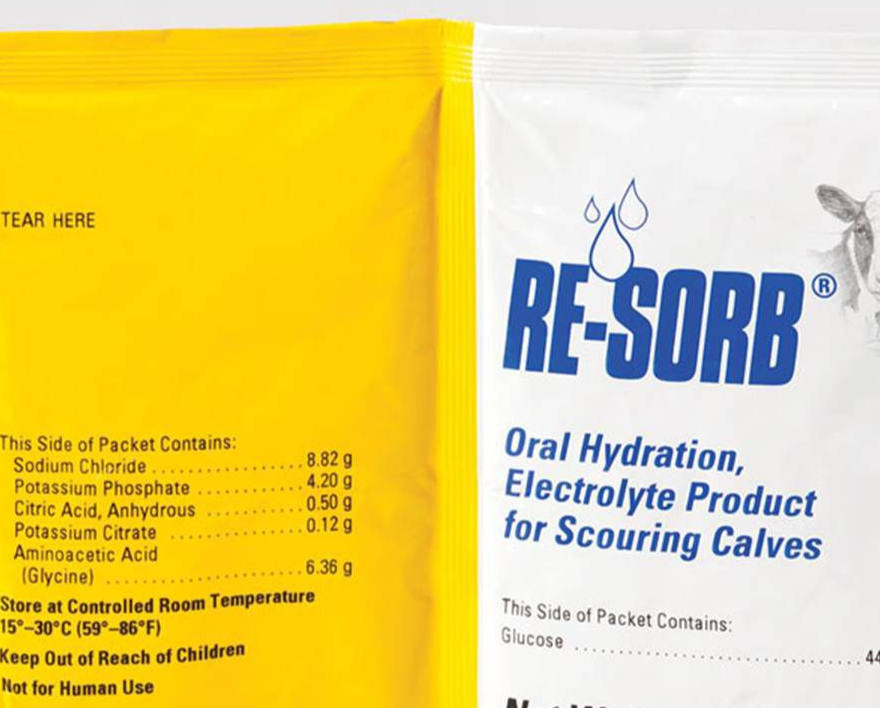 TEAR HERE
This Side of Packet Contains:
Sodium Chloride ................ 8.82 g
Potassium Phosphate ........... 4.20 g
Citric Acid, Anhydrous .......... 0.50 g
Potassium Citrate .............. 0.12 g
Aminoacetic Acid
(Glycine) ...................... 6.36 g
Store at Controlled Room Temperature
15°–30°C (59°–86°F)
Keep Out of Reach of Children
Not for Human Use
RE-SORB®
Oral Hydration,
Electrolyte Product
for Scouring Calves
This Side of Packet Contains:
Glucose .............................. 44